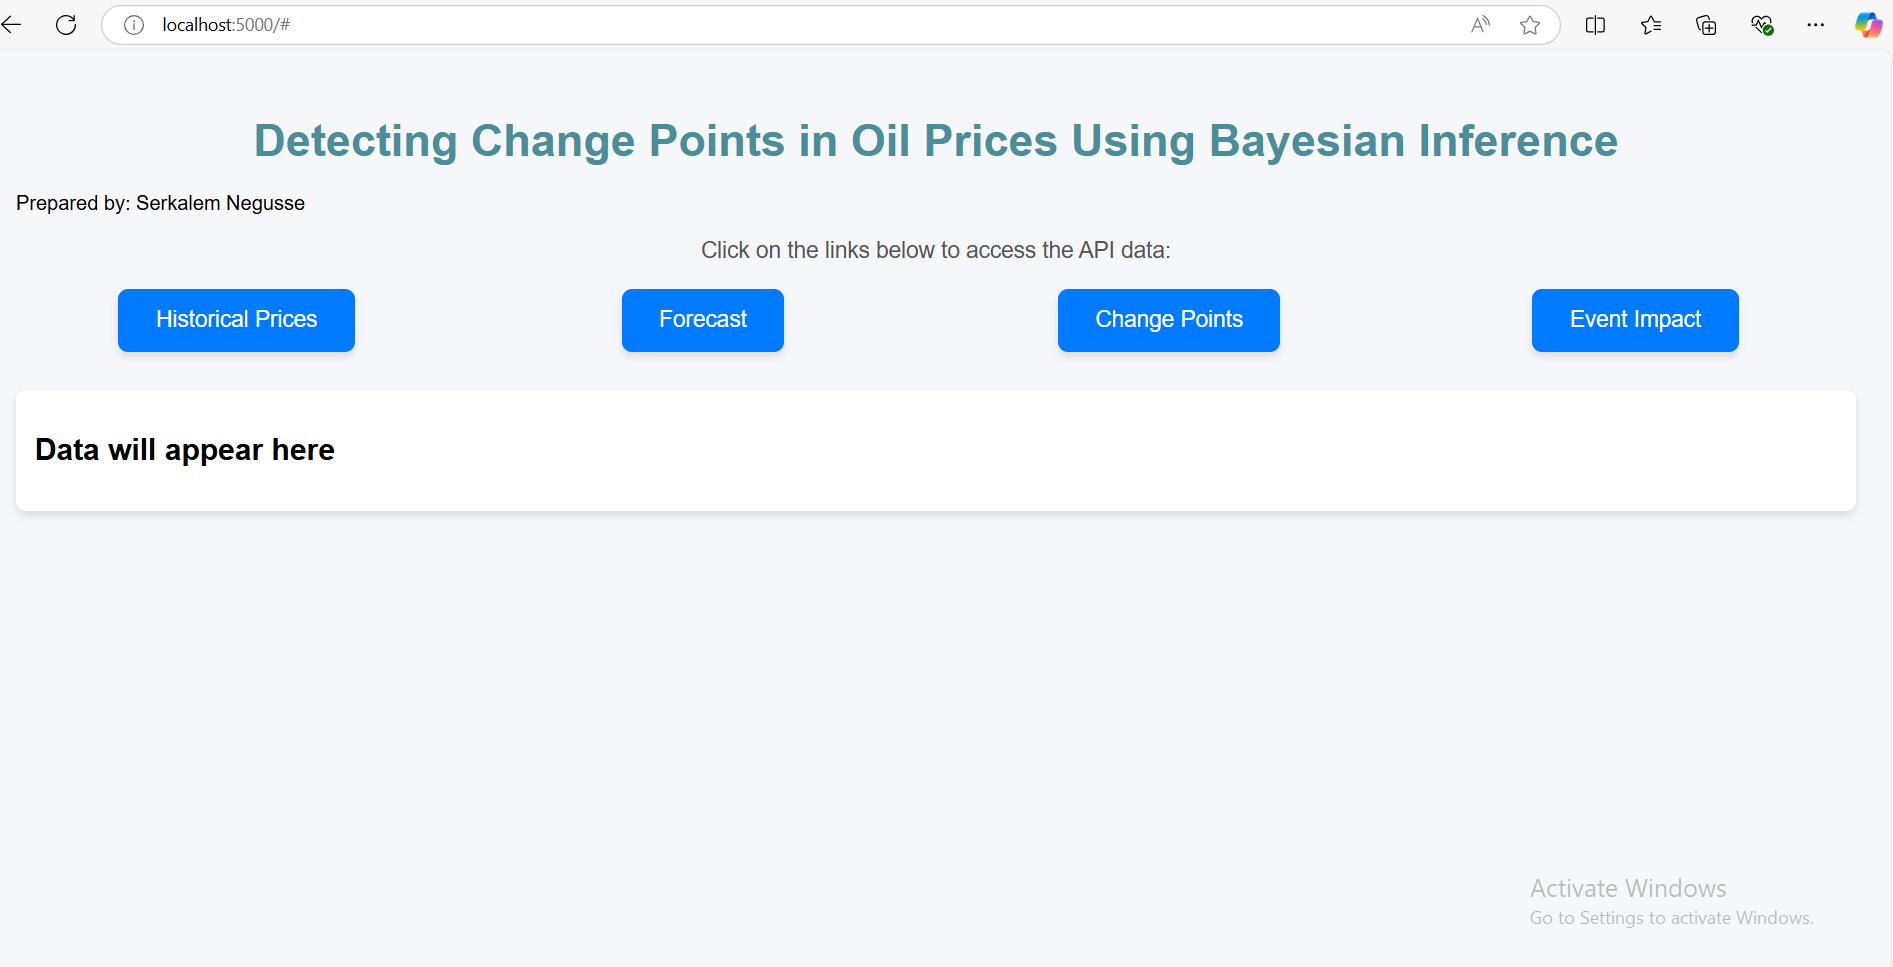 localhost:5000/#
Detecting Change Points in Oil Prices Using Bayesian Inference
Prepared by: Serkalem Negusse
Click on the links below to access the API data:
Historical Prices
Forecast
Change Points
Event Impact
Data will appear here
Activate Windows
Go to Settings to activate Windows.